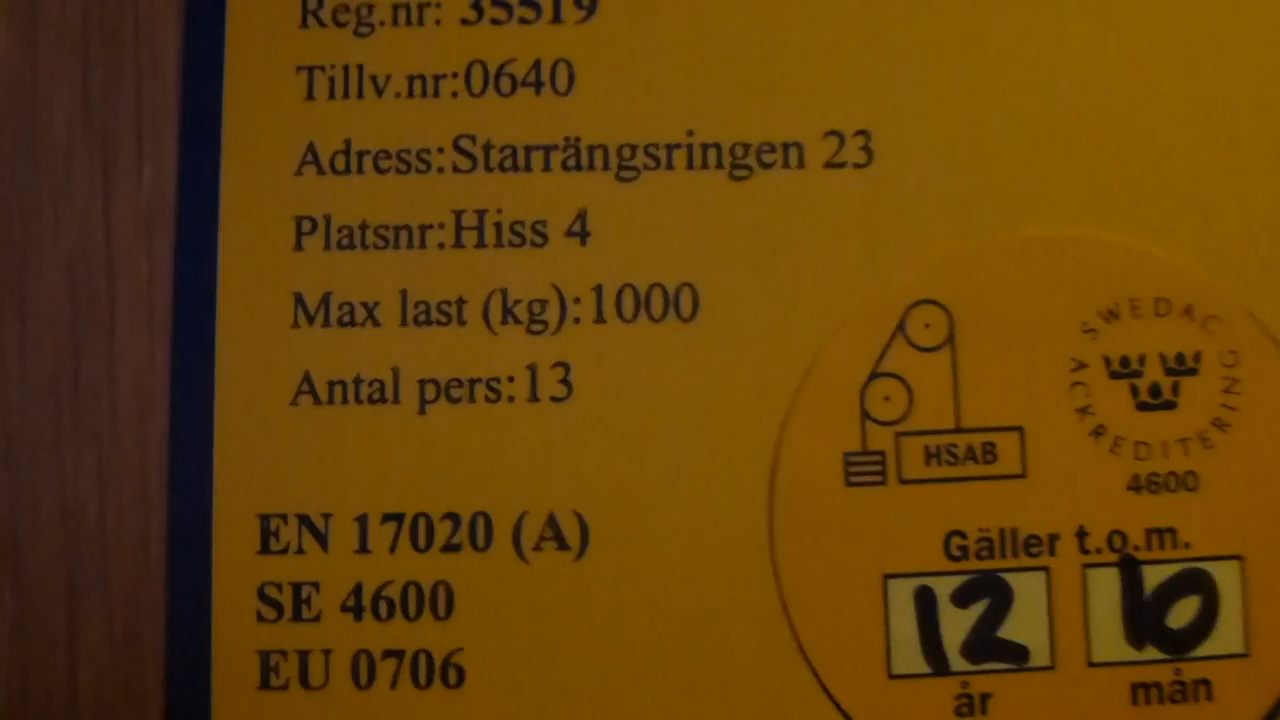 Reg.nr: 35519
Tillv.nr:0640
Adress:Starrängsringen 23
Platsnr:Hiss 4
Max last (kg):1000
Antal pers:13
EN 17020 (A)
SE 4600
EU 0706
HSAB
SWEDAC
ACKREDITERING
4600
Gäller t.o.m.
12 10
år mån